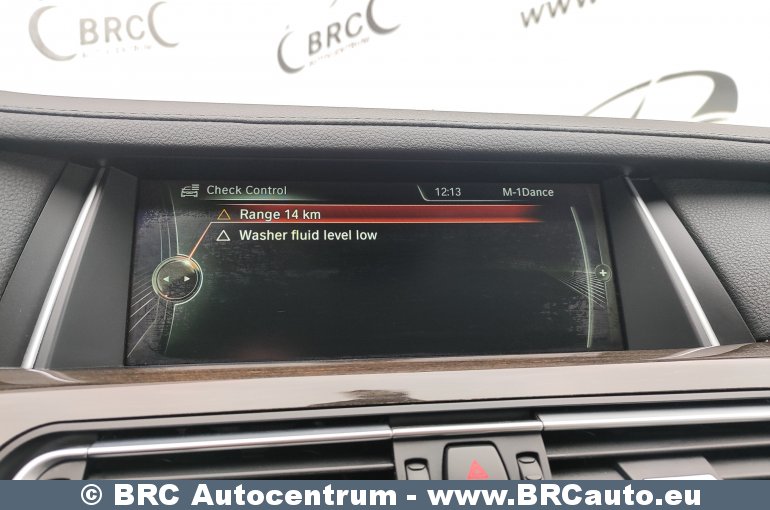 BRC
BRC
Check Control
12:13
M-1Dance
Range 14 km
Washer fluid level low
© BRC Autocentrum - www.BRCauto.eu